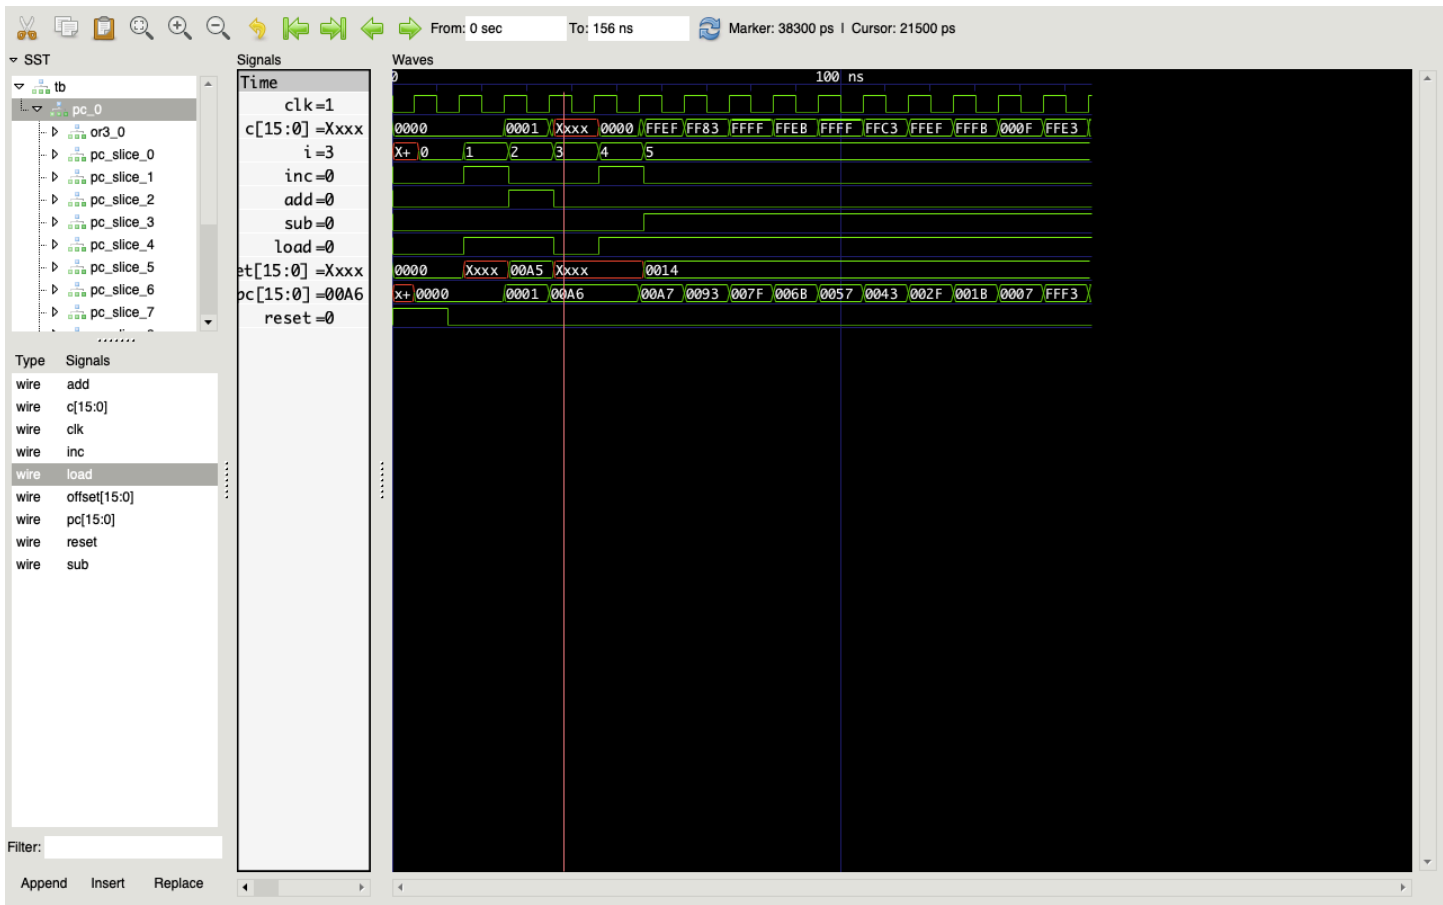 From: 0 sec To: 156 ns Marker: 38300 ps | Cursor: 21500 ps
SST
tb
pc_0
or3_0
pc_slice_0
pc_slice_1
pc_slice_2
pc_slice_3
pc_slice_4
pc_slice_5
pc_slice_6
pc_slice_7
Type Signals
wire add
wire c[15:0]
wire clk
wire inc
wire load
wire offset[15:0]
wire pc[15:0]
wire reset
wire sub
Filter:
Append Insert Replace
Signals
Time
clk=1
c[15:0] =Xxxx
i=3
inc=0
add=0
sub=0
load=0
et[15:0] =Xxxx
pc[15:0] =00A6
reset=0
Waves
0 100 ns
0000 0001 Xxxx 0000 FFEF FF83 FFFF FFEB FFFF FFC3 FFEF FFFB 000F FFE3
X+ 0 1 2 3 4 5
0000 Xxxx 00A5 Xxxx 0014
x+ 0000 0001 00A6 00A7 0093 007F 006B 0057 0043 002F 001B 0007 FFF3